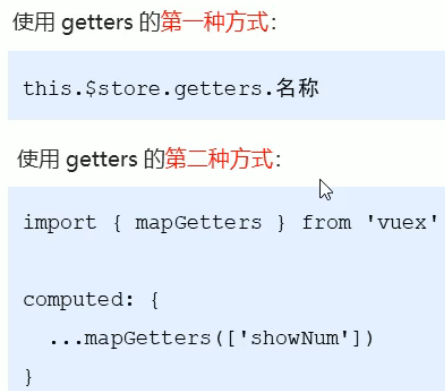 使用 getters 的第一种方式：
this.$store.getters.名称
使用 getters 的第二种方式：
import { mapGetters } from 'vuex'
computed: {
...mapGetters(['showNum'])
}